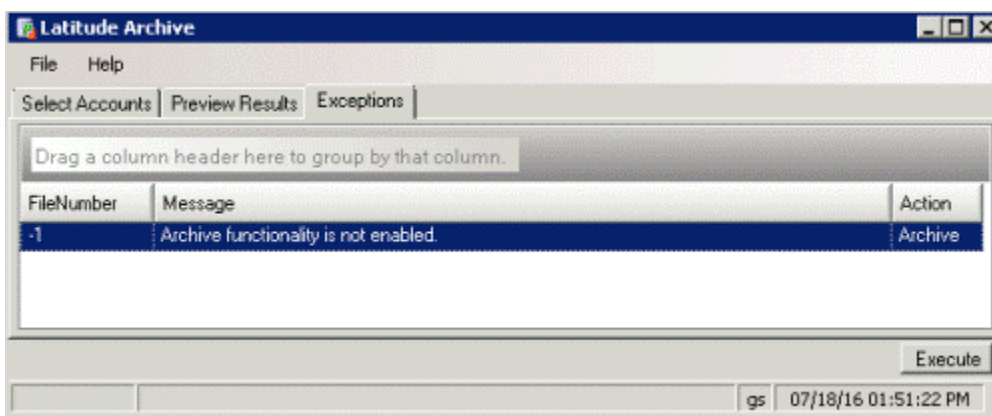 Latitude Archive
File Help
Select Accounts Preview Results Exceptions
Drag a column header here to group by that column.
FileNumber Message Action
-1 Archive functionality is not enabled. Archive
Execute
gs 07/18/16 01:51:22 PM